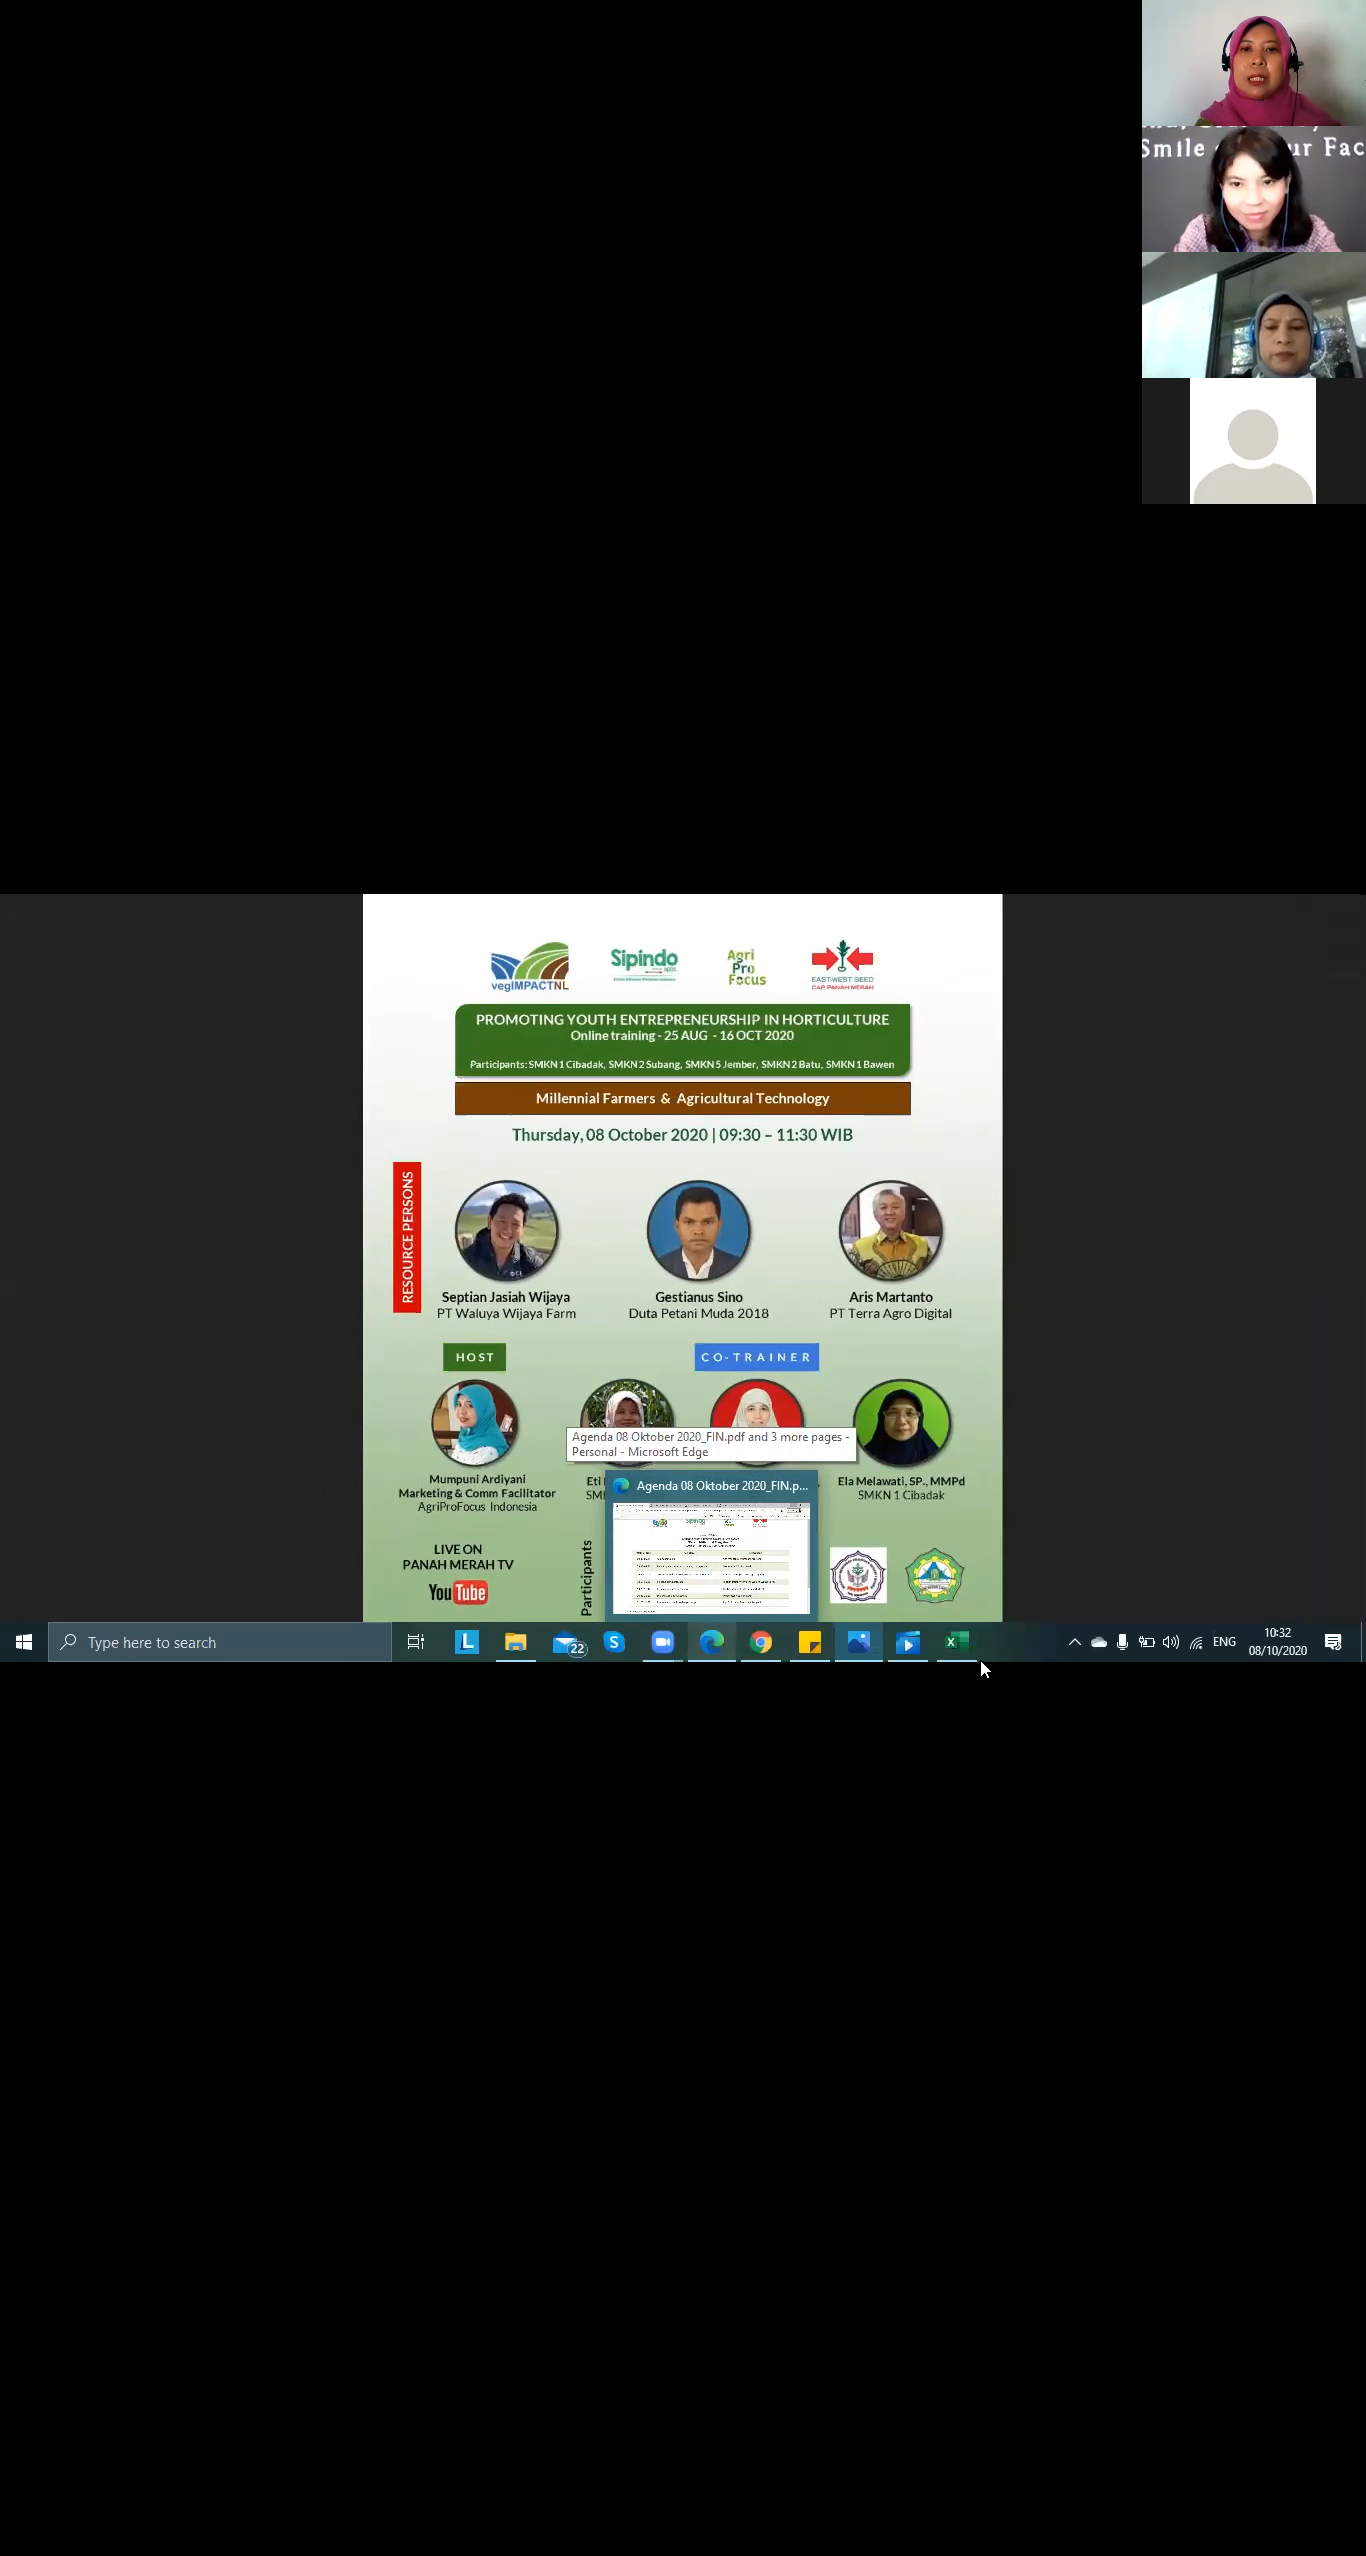 Smile
ur Fac
vegIMPACTNL
Sipindo
Agri
Pro
Focus
EAST-WEST SEED
CAP PANAH MERAH
PROMOTING YOUTH ENTREPRENEURSHIP IN HORTICULTURE
Online training - 25 AUG - 16 OCT 2020
Participants: SMKN 1 Cibadak, SMKN 2 Subang, SMKN 5 Jember, SMKN 2 Batu, SMKN 1 Bawen
Millennial Farmers & Agricultural Technology
Thursday, 08 October 2020 | 09:30 – 11:30 WIB
RESOURCE PERSONS
Septian Jasiah Wijaya
PT Waluya Wijaya Farm
Gestianus Sino
Duta Petani Muda 2018
Aris Martanto
PT Terra Agro Digital
HOST
CO-TRAINER
Agenda 08 Oktober 2020_FIN.pdf and 3 more pages -
Personal - Microsoft Edge
Mumpuni Ardiyani
Marketing & Comm Facilitator
AgriProFocus Indonesia
Eti
Ela Melawati, SP., MMPd
SMKN 1 Cibadak
Agenda 08 Oktober 2020_FIN.p...
LIVE ON
PANAH MERAH TV
YouTube
Participants
Type here to search
L
22
S
X
ENG
10:32
08/10/2020